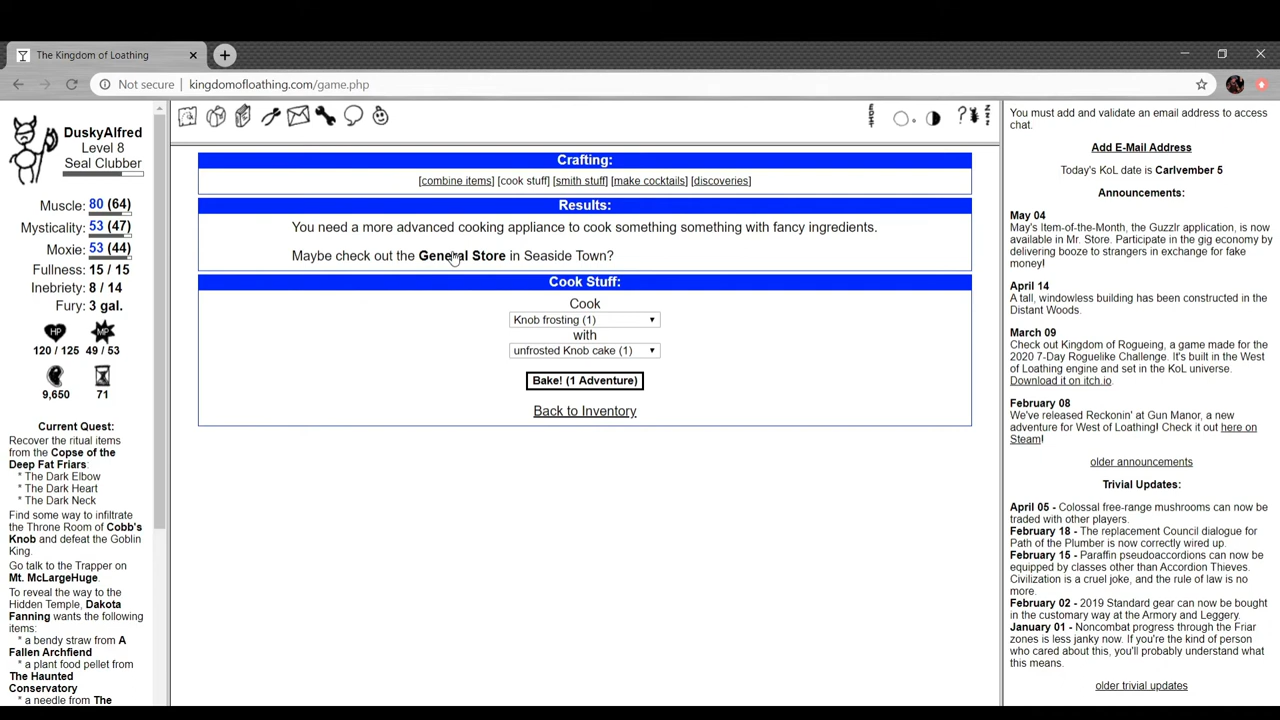 The Kingdom of Loathing
Not secure
kingdomofloathing.com/game.php
DuskyAlfred
Level 8
Seal Clubber
Muscle: 80 (64)
Mysticality: 53 (47)
Moxie: 53 (44)
Fullness: 15 / 15
Inebriety: 8 / 14
Fury: 3 gal.
HP MP
120 / 125 49 / 53
9,650 71
Current Quest:
Recover the ritual items
from the Copse of the
Deep Fat Friars:
* The Dark Elbow
* The Dark Heart
* The Dark Neck
Find some way to infiltrate
the Throne Room of Cobb's
Knob and defeat the Goblin
King.
Go talk to the Trapper on
Mt. McLargeHuge.
To reveal the way to the
Hidden Temple, Dakota
Fanning wants the following
items:
* a bendy straw from A
Fallen Archfiend
* a plant food pellet from
The Haunted
Conservatory
* a needle from The
Crafting:
[combine items] [cook stuff] [smith stuff] [make cocktails] [discoveries]
Results:
You need a more advanced cooking appliance to cook something something with fancy ingredients.
Maybe check out the General Store in Seaside Town?
Cook Stuff:
Cook
Knob frosting (1)
with
unfrosted Knob cake (1)
Bake! (1 Adventure)
Back to Inventory
You must add and validate an email address to access
chat.
Add E-Mail Address
Today's KoL date is Carlvember 5
Announcements:
May 04
May's Item-of-the-Month, the Guzzlr application, is now
available in Mr. Store. Participate in the gig economy by
delivering booze to strangers in exchange for fake
money!
April 14
A tall, windowless building has been constructed in the
Distant Woods.
March 09
Check out Kingdom of Rogueing, a game made for the
2020 7-Day Roguelike Challenge. It's built in the West
of Loathing engine and set in the KoL universe.
Download it on itch.io.
February 08
We've released Reckonin' at Gun Manor, a new
adventure for West of Loathing! Check it out here on
Steam!
older announcements
Trivial Updates:
April 05 - Colossal free-range mushrooms can now be
traded with other players.
February 18 - The replacement Council dialogue for
Path of the Plumber is now correctly wired up.
February 15 - Paraffin pseudoaccordions can now be
equipped by classes other than Accordion Thieves.
Civilization is a cruel joke, and the rule of law is no
more.
February 02 - 2019 Standard gear can now be bought
in the customary way at the Armory and Leggery.
January 01 - Noncombat progress through the Friar
zones is less janky now. If you're the kind of person
who cared about this, you'll probably understand what
this means.
older trivial updates